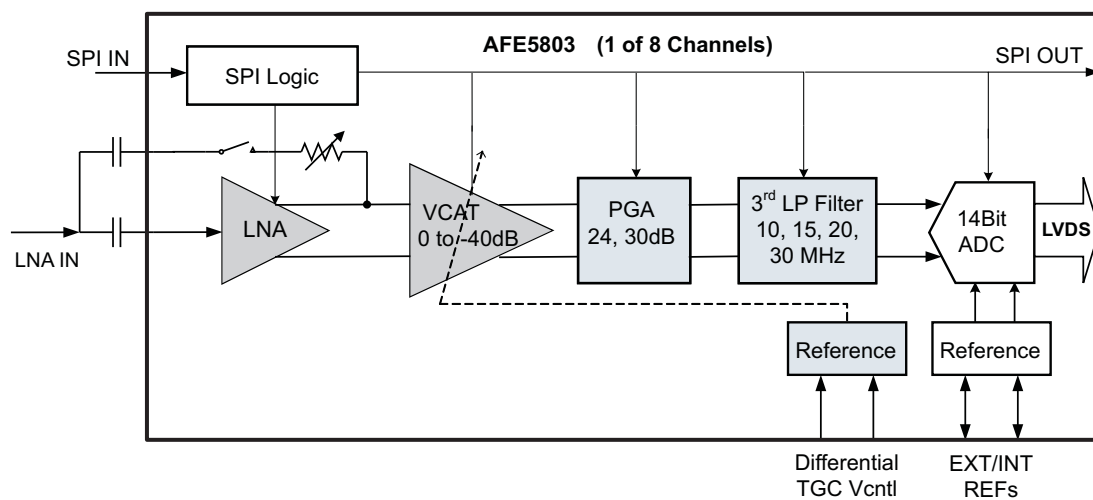 AFE5803 (1 of 8 Channels)
SPI IN
SPI Logic
SPI OUT
LNA IN
LNA
VCAT
0 to -40dB
PGA
24, 30dB
3rd LP Filter
10, 15, 20,
30 MHz
14Bit
ADC
LVDS
Reference
Reference
Differential
TGC Vcntl
EXT/INT
REFs